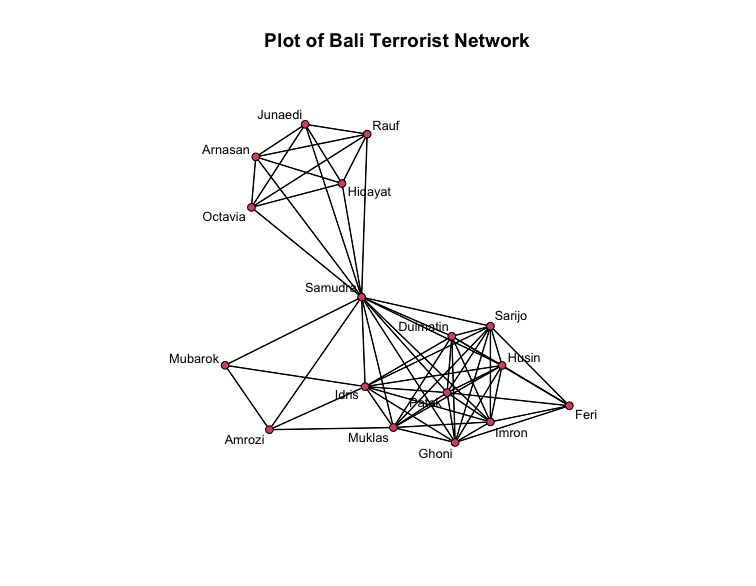 Plot of Bali Terrorist Network
Junaedi
Rauf
Arnasan
Hidayat
Octavia
Samudra
Sarijo
Dulmatin
Mubarok
Husin
Idris
Patek
Feri
Amrozi
Muklas
Imron
Ghoni